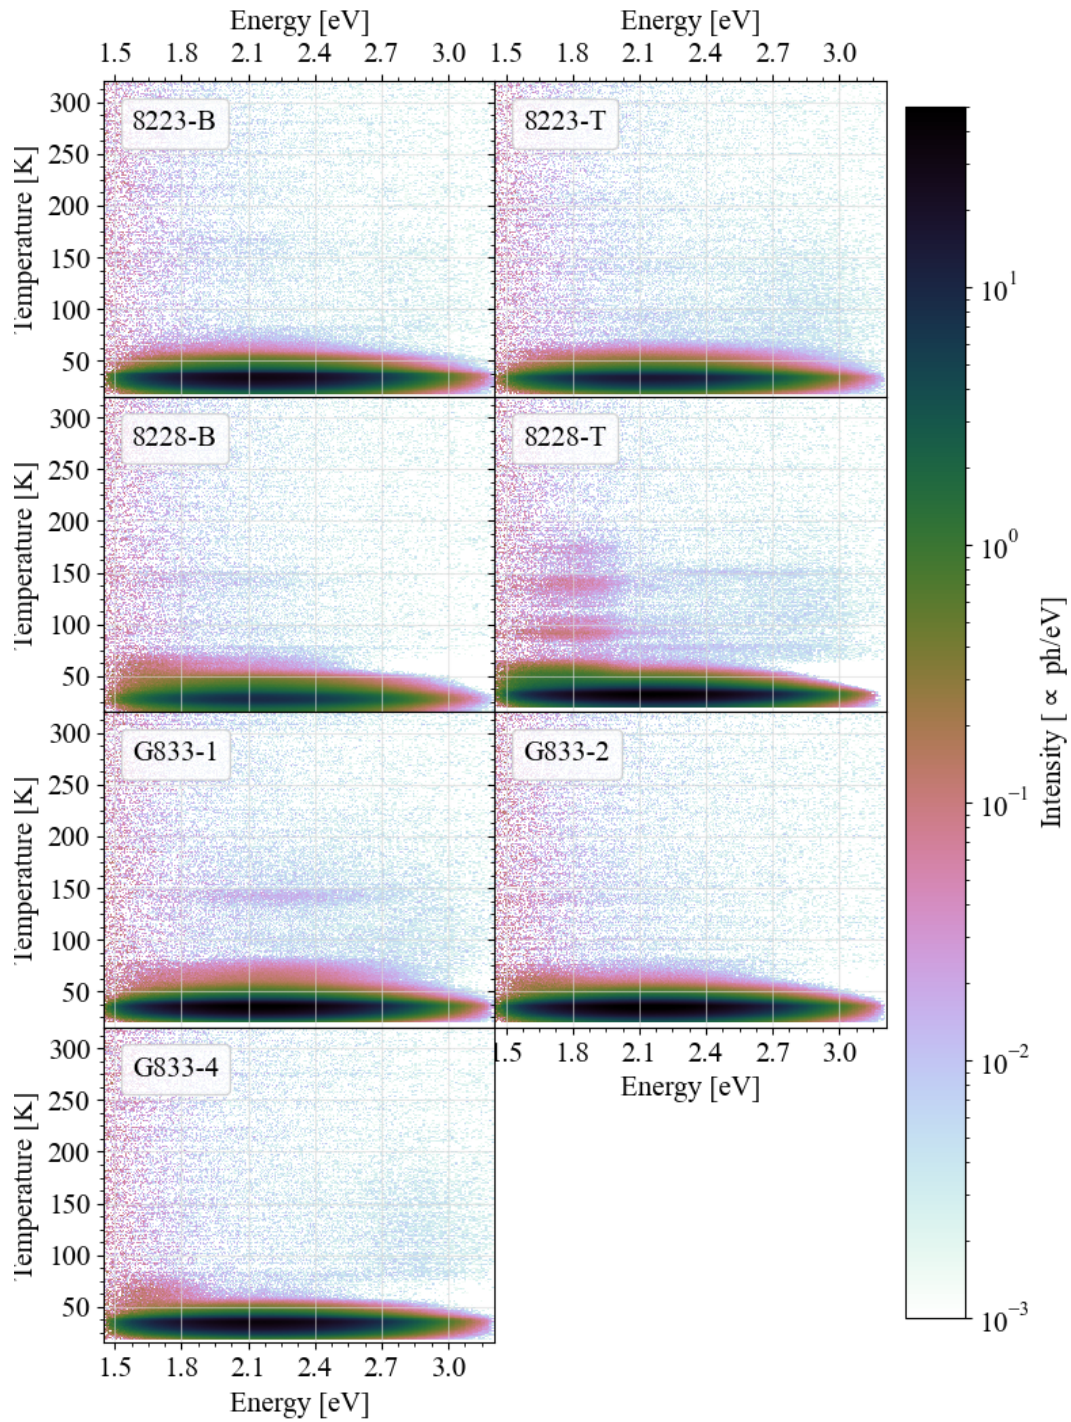 Energy [eV] Energy [eV]
1.5 1.8 2.1 2.4 2.7 3.0 1.5 1.8 2.1 2.4 2.7 3.0
8223-B 8223-T
300
250
200
150
100
50
Temperature [K]
8228-B 8228-T
300
250
200
150
100
50
Temperature [K]
G833-1 G833-2
300
250
200
150
100
50
Temperature [K]
1.5 1.8 2.1 2.4 2.7 3.0
Energy [eV]
G833-4
300
250
200
150
100
50
Temperature [K]
1.5 1.8 2.1 2.4 2.7 3.0
Energy [eV]
10¹
10⁰
10⁻¹
10⁻²
10⁻³
Intensity [ ∝ ph/eV]